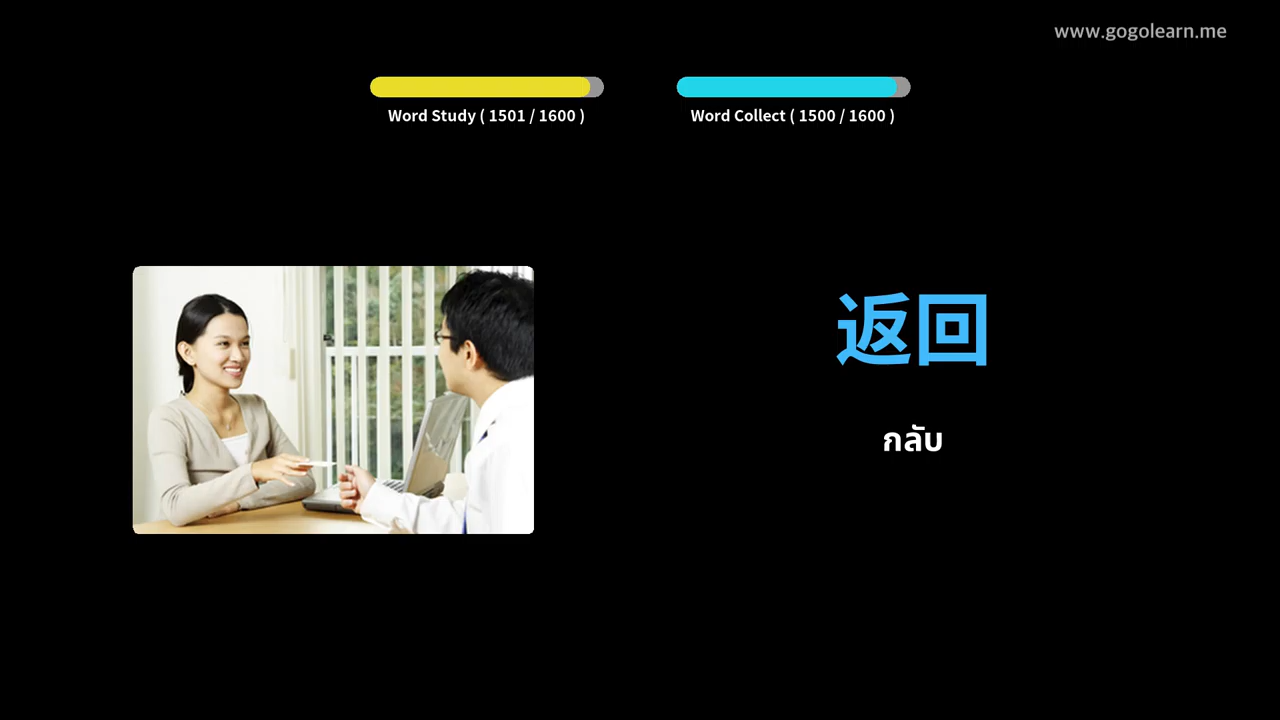 www.gogolearn.me
Word Study ( 1501 / 1600 )
Word Collect ( 1500 / 1600 )
返回
กลับ